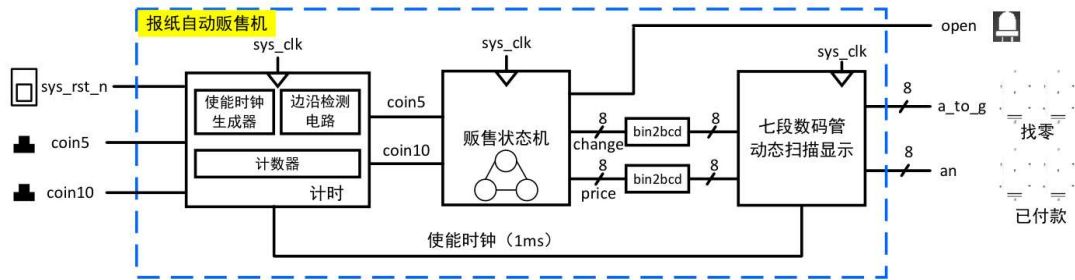 报纸自动贩售机
sys_clk
sys_clk
sys_clk
open
sys_rst_n
使能时钟
生成器
边沿检测
电路
coin5
coin5
计数器
计时
coin10
coin10
贩售状态机
8
change
bin2bcd
8
8
price
bin2bcd
8
七段数码管
动态扫描显示
8
a_to_g
8
an
找零
已付款
使能时钟（1ms）